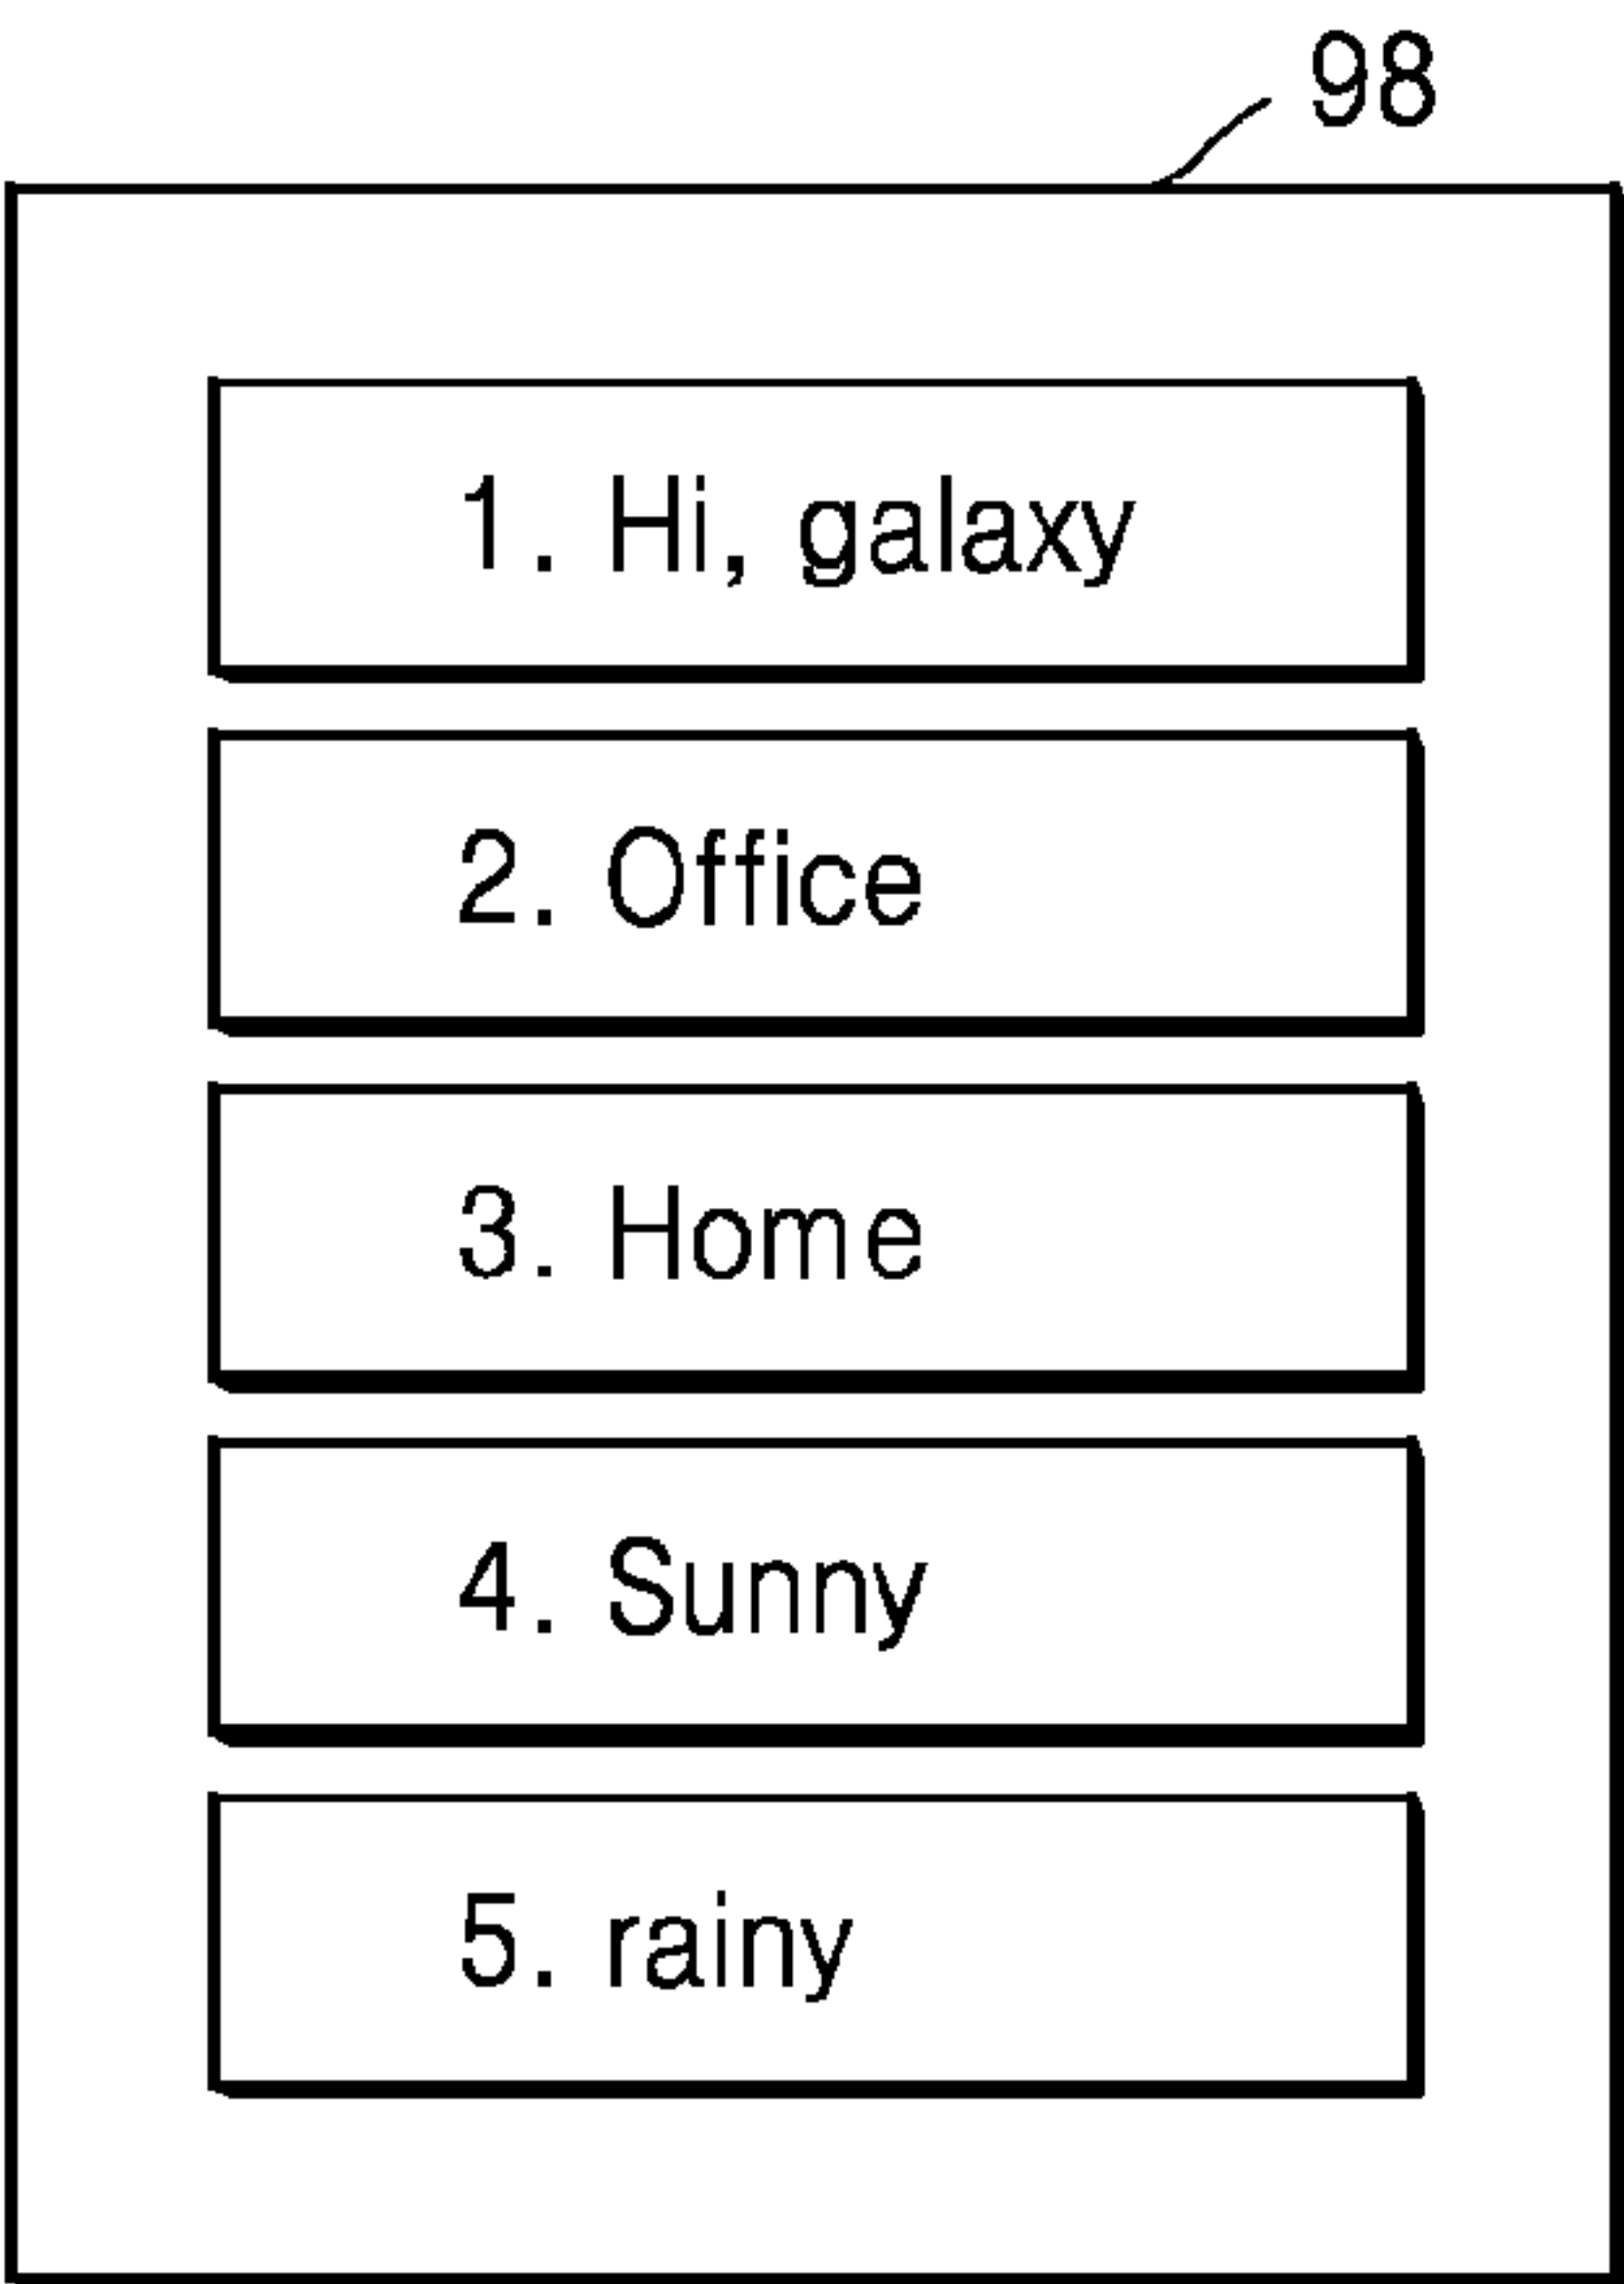 98
1. Hi, galaxy
2. Office
3. Home
4. Sunny
5. rainy